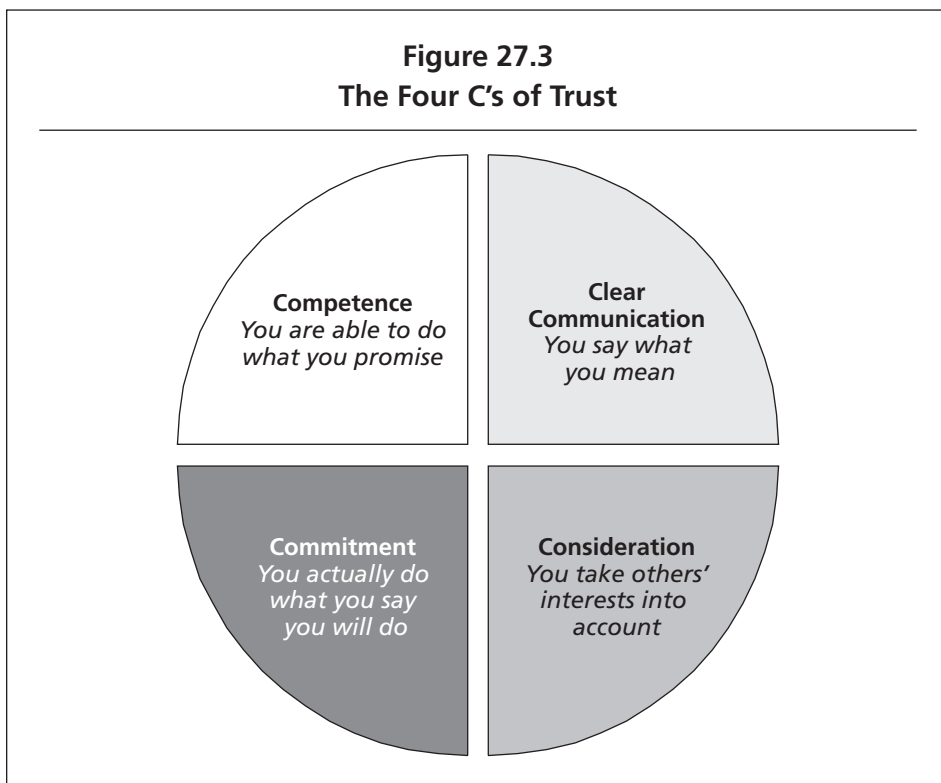 Figure 27.3
The Four C's of Trust
Competence
You are able to do
what you promise
Clear
Communication
You say what
you mean
Commitment
You actually do
what you say
you will do
Consideration
You take others’
interests into
account